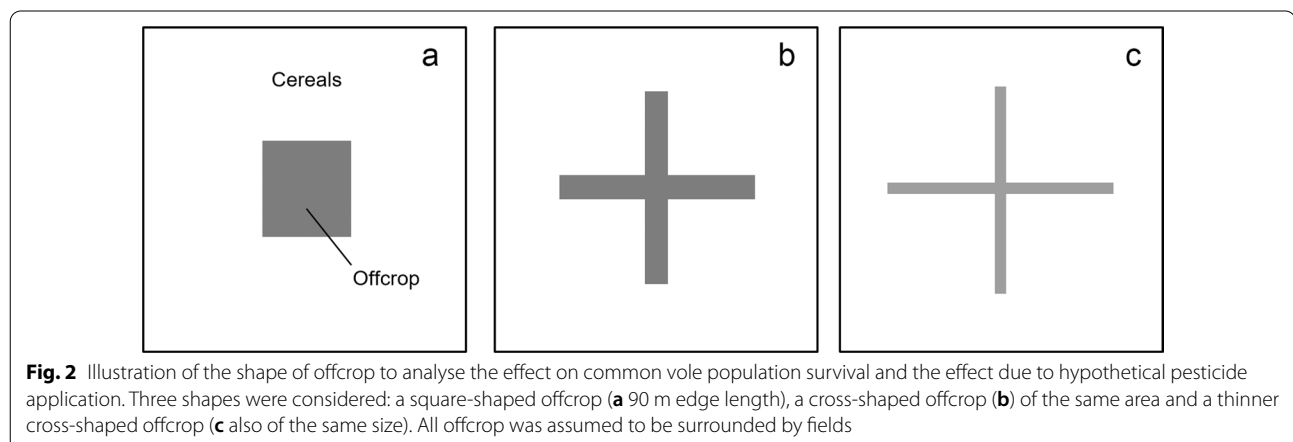 a
Cereals
Offcrop
b
c
Fig. 2 Illustration of the shape of offcrop to analyse the effect on common vole population survival and the effect due to hypothetical pesticide
application. Three shapes were considered: a square-shaped offcrop (a 90 m edge length), a cross-shaped offcrop (b) of the same area and a thinner
cross-shaped offcrop (c also of the same size). All offcrop was assumed to be surrounded by fields